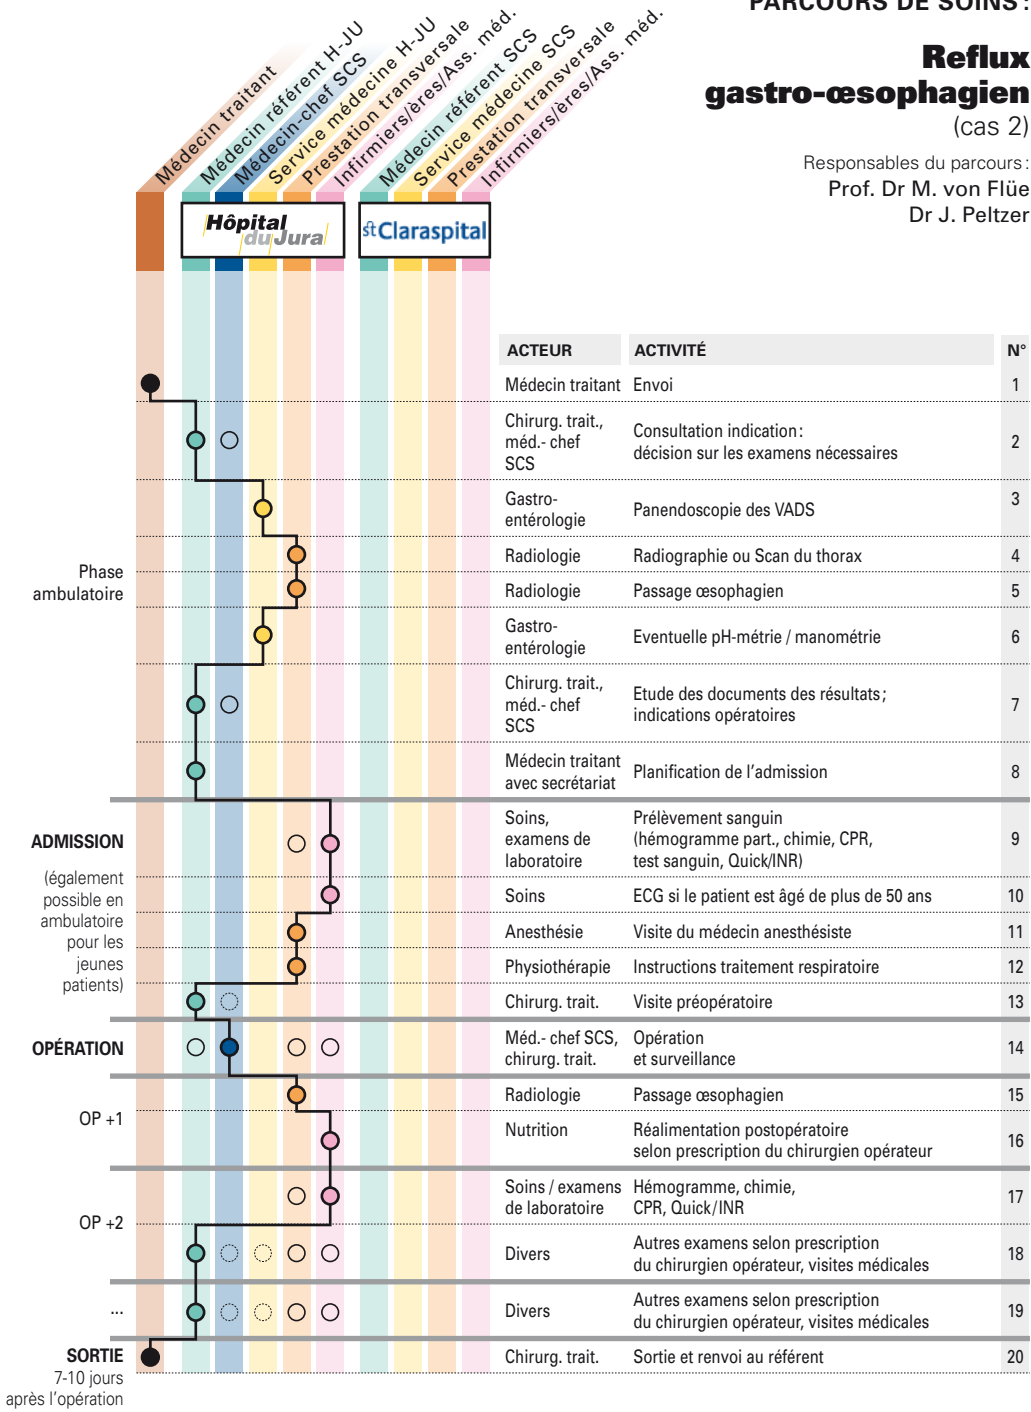 PARCOURS DE SOINS :
Reflux
gastro-œsophagien
(cas 2)
Responsables du parcours :
Prof. Dr M. von Flüe
Dr J. Peltzer
Médecin traitant
Médecin référent H-JU
Médecin-chef SCS
Service médecine H-JU
Prestation transversale
Infirmiers/ères/Ass. méd.
Médecin référent SCS
Service médecine SCS
Prestation transversale
Infirmiers/ères/Ass. méd.
Hôpital
du Jura
st Claraspital
ACTEUR ACTIVITÉ N°
Médecin traitant Envoi 1
Chirurg. trait.,
méd.- chef
SCS
Consultation indication :
décision sur les examens nécessaires
2
Gastro-
entérologie
Panendoscopie des VADS
3
Radiologie Radiographie ou Scan du thorax 4
Phase
ambulatoire
Radiologie Passage œsophagien 5
Gastro-
entérologie
Eventuelle pH-métrie / manométrie
6
Chirurg. trait.,
méd.- chef
SCS
Etude des documents des résultats ;
indications opératoires
7
Médecin traitant
avec secrétariat
Planification de l'admission
8
ADMISSION
(également
possible en
ambulatoire
pour les
jeunes
patients)
Soins,
examens de
laboratoire
Prélèvement sanguin
(hémogramme part., chimie, CPR,
test sanguin, Quick/INR)
9
Soins ECG si le patient est âgé de plus de 50 ans 10
Anesthésie Visite du médecin anesthésiste 11
Physiothérapie Instructions traitement respiratoire 12
Chirurg. trait. Visite préopératoire 13
OPÉRATION
Méd.- chef SCS,
chirurg. trait.
Opération
et surveillance
14
OP +1
Radiologie Passage œsophagien 15
Nutrition
Réalimentation postopératoire
selon prescription du chirurgien opérateur
16
OP +2
Soins / examens
de laboratoire
Hémogramme, chimie,
CPR, Quick/INR
17
Divers
Autres examens selon prescription
du chirurgien opérateur, visites médicales
18
...
Divers
Autres examens selon prescription
du chirurgien opérateur, visites médicales
19
SORTIE
7-10 jours
après l'opération
Chirurg. trait. Sortie et renvoi au référent 20